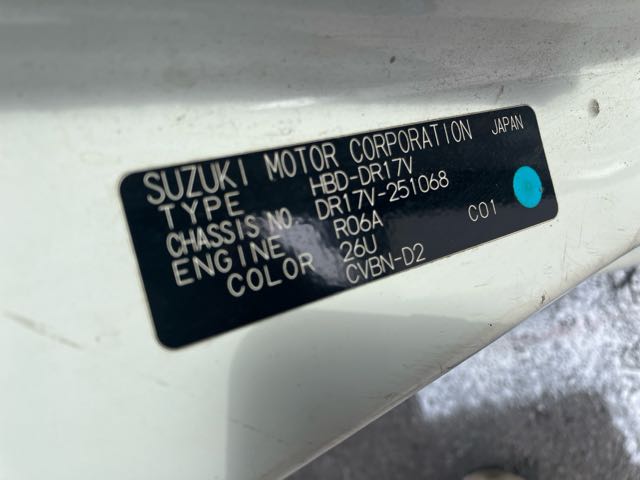 SUZUKI MOTOR CORPORATION JAPAN
TYPE HBD-DR17V
CHASSIS NO. DR17V-251068
ENGINE R06A
COLOR 26U C01
CVBN-D2